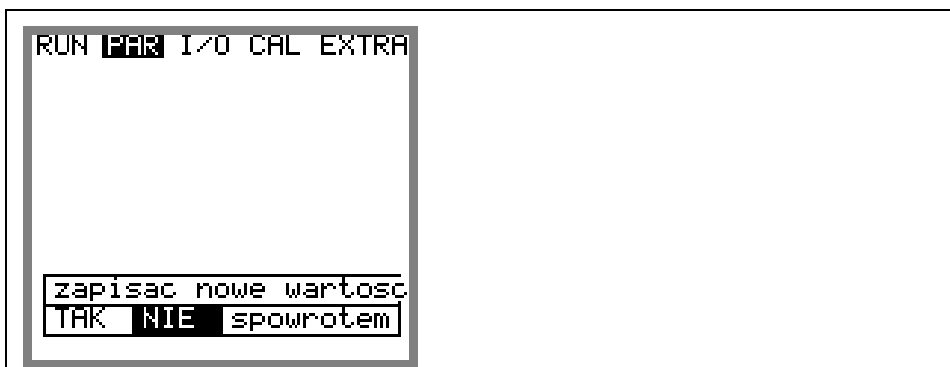 RUN PAR I/O CAL EXTRA
zapisac nowe wartosc
TAK NIE spowrotem